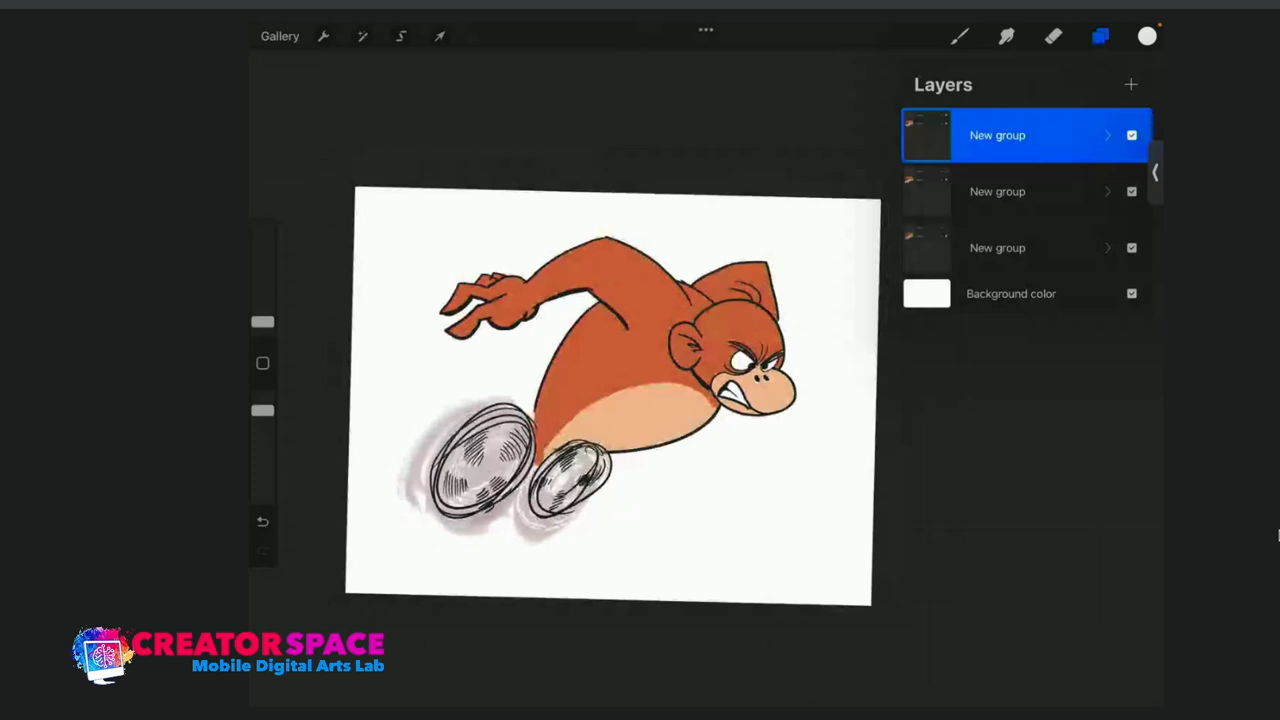 Gallery
Layers
New group
New group
New group
Background color
CREATORSPACE
Mobile Digital Arts Lab